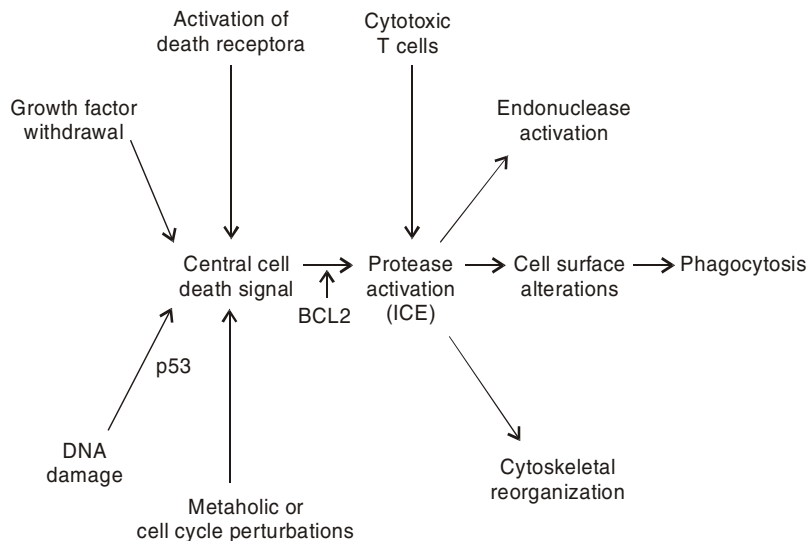 Activation of
death receptora
Cytotoxic
T cells
Growth factor
withdrawal
Endonuclease
activation
Central cell
death signal
BCL2
Protease
activation
(ICE)
Cell surface
alterations
Phagocytosis
p53
DNA
damage
Metaholic or
cell cycle perturbations
Cytoskeletal
reorganization